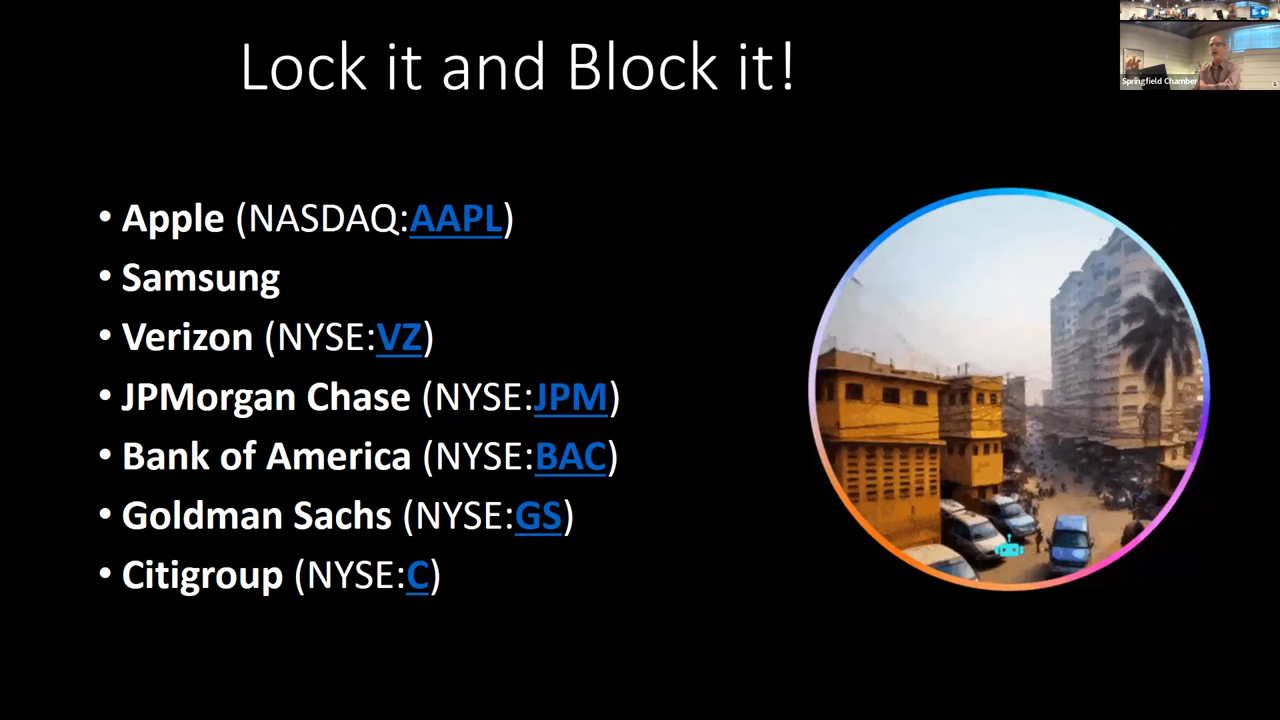 Lock it and Block it!
Springfield Chamber
• Apple (NASDAQ:AAPL)
• Samsung
• Verizon (NYSE:VZ)
• JPMorgan Chase (NYSE:JPM)
• Bank of America (NYSE:BAC)
• Goldman Sachs (NYSE:GS)
• Citigroup (NYSE:C)